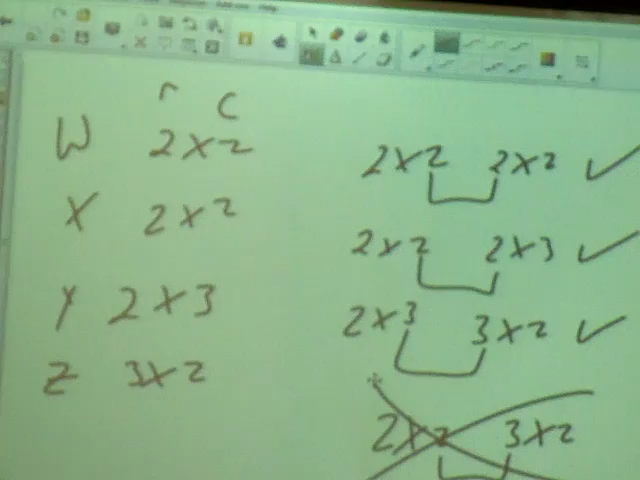 r c
W 2x2
X 2x2
Y 2x3
Z 3x2
2x2 2x2 ✓
2x2 2x3 ✓
2x3 3x2 ✓
2x2 3x2